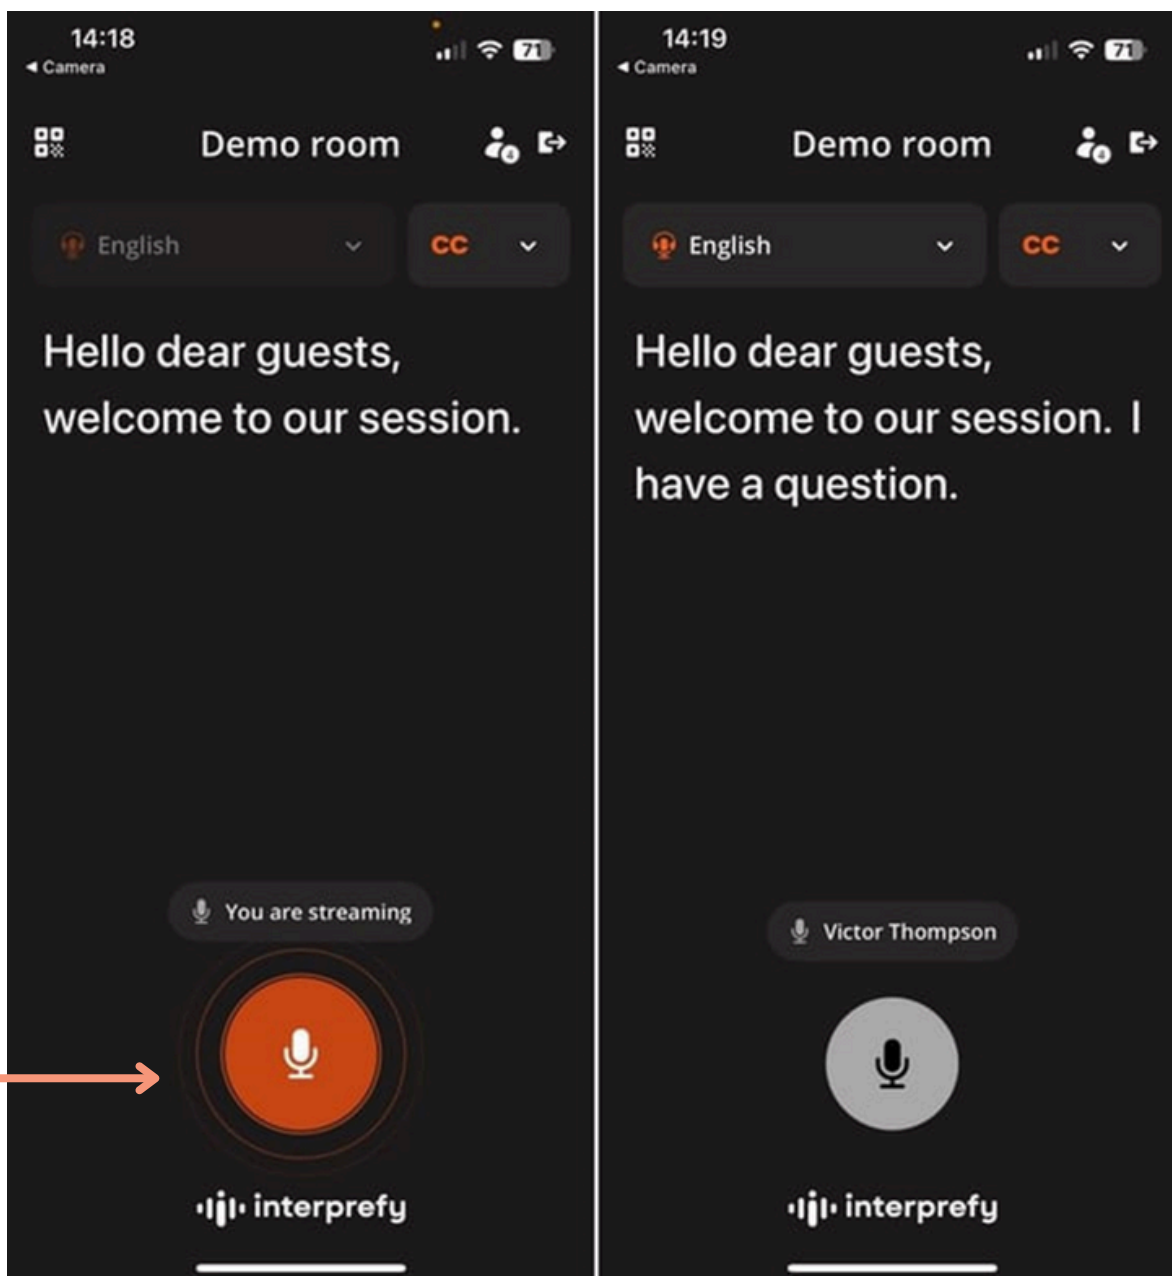 14:18
◀ Camera
71
Demo room
4
English
CC
Hello dear guests,
welcome to our session.
You are streaming
interprefy
14:19
◀ Camera
71
Demo room
4
English
CC
Hello dear guests,
welcome to our session. I
have a question.
Victor Thompson
interprefy